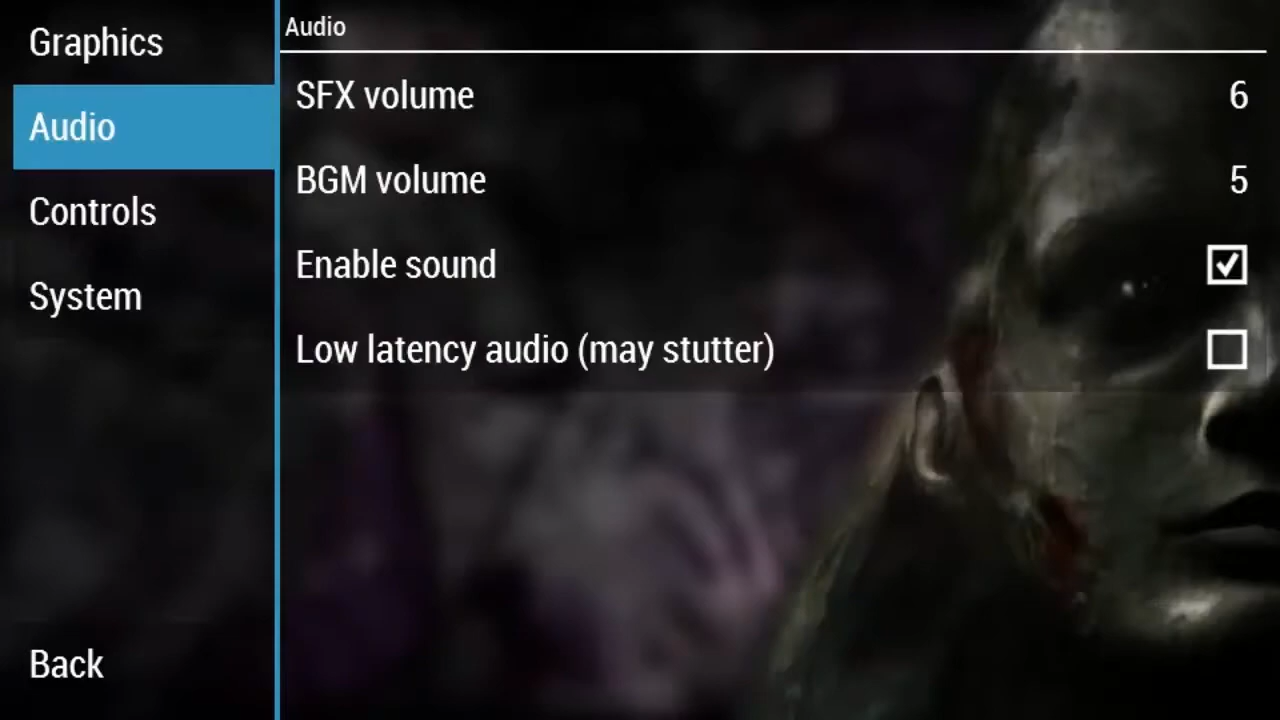 Graphics
Audio
Controls
System
Back
Audio
SFX volume 6
BGM volume 5
Enable sound
Low latency audio (may stutter)